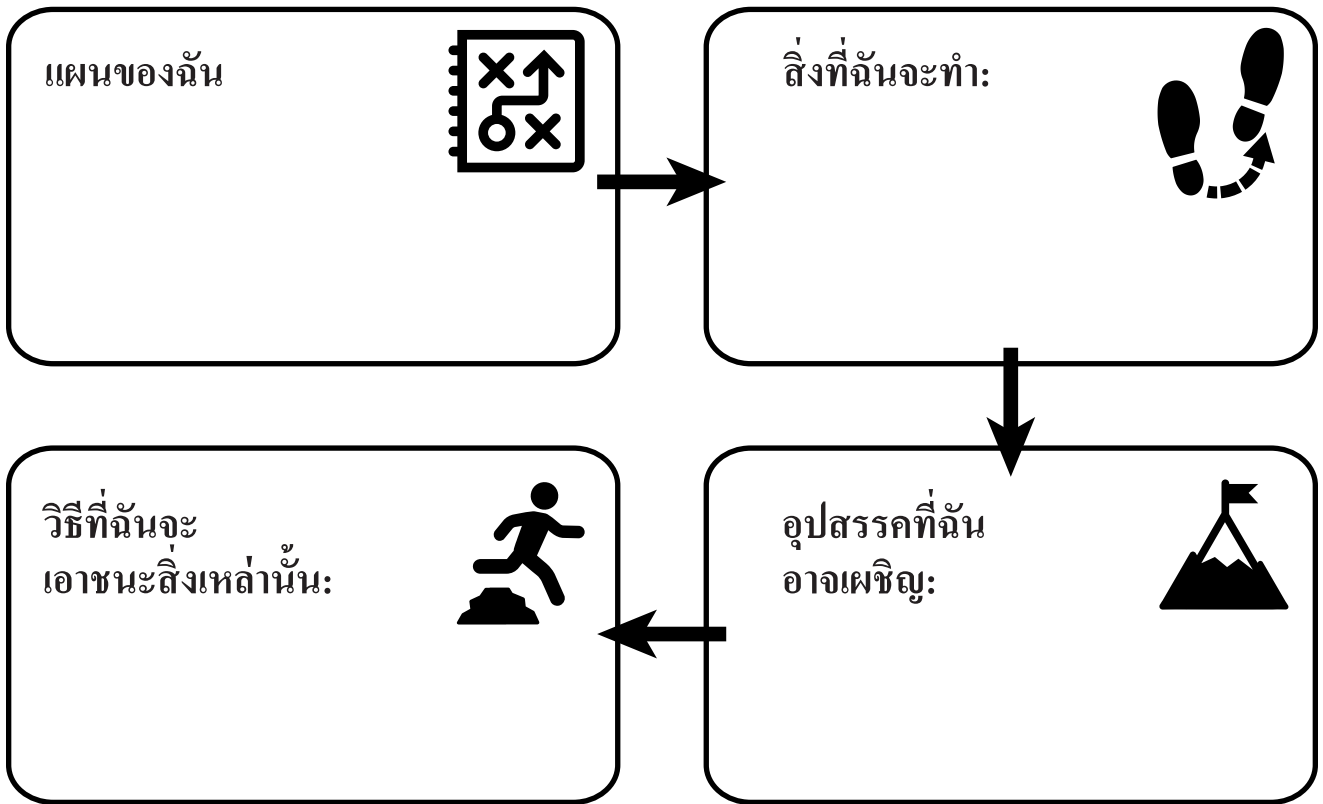 แผนของฉัน
สิ่งที่ฉันจะทำ:
อุปสรรคที่ฉัน
อาจเผชิญ:
วิธีที่ฉันจะ
เอาชนะสิ่งเหล่านั้น: